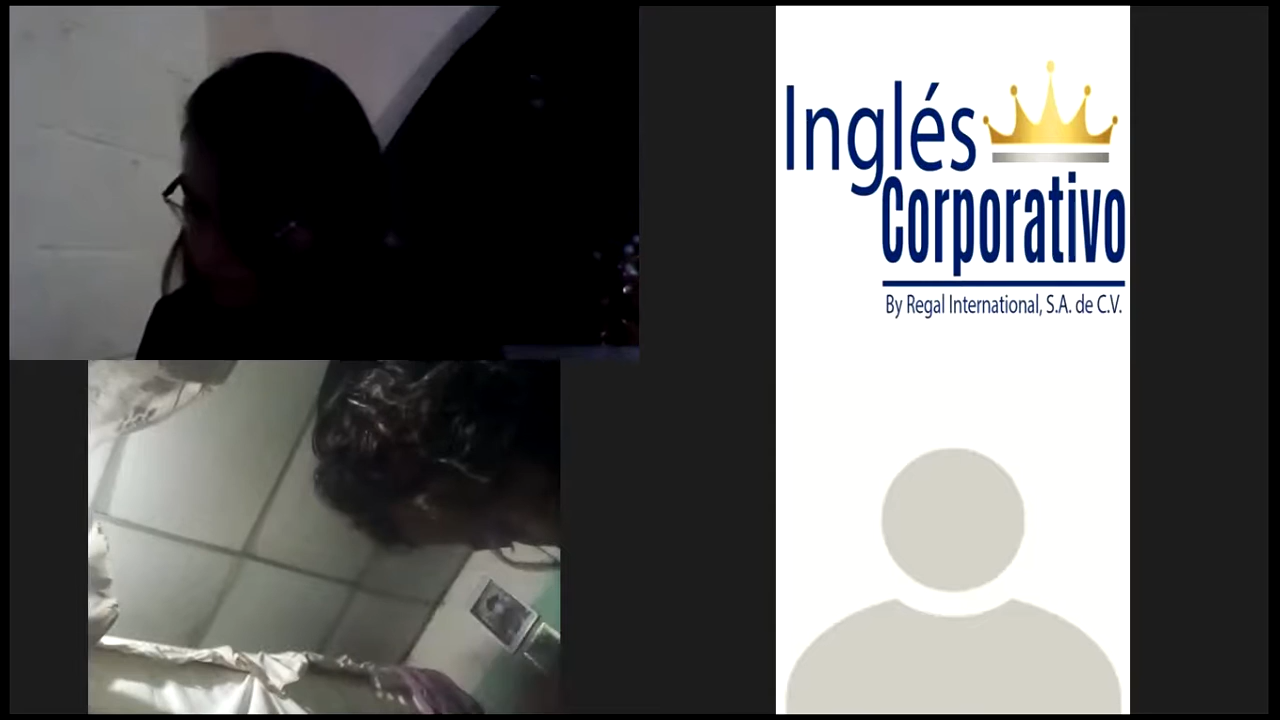 Inglés
Corporativo
By Regal International, S.A. de C.V.